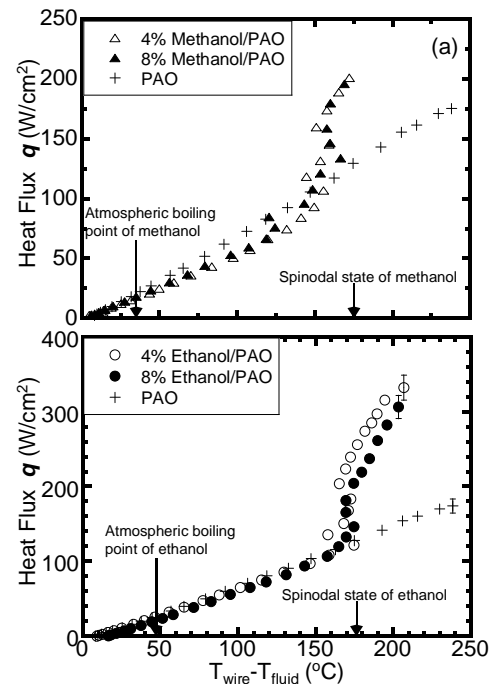 (a)
4% Methanol/PAO
8% Methanol/PAO
PAO
Heat Flux q (W/cm²)
250
200
150
100
50
0
Atmospheric boiling
point of methanol
Spinodal state of methanol
4% Ethanol/PAO
8% Ethanol/PAO
PAO
Heat Flux q (W/cm²)
400
300
200
100
0
Atmospheric boiling
point of ethanol
Spinodal state of ethanol
0 50 100 150 200 250
T_wire-T_fluid (°C)